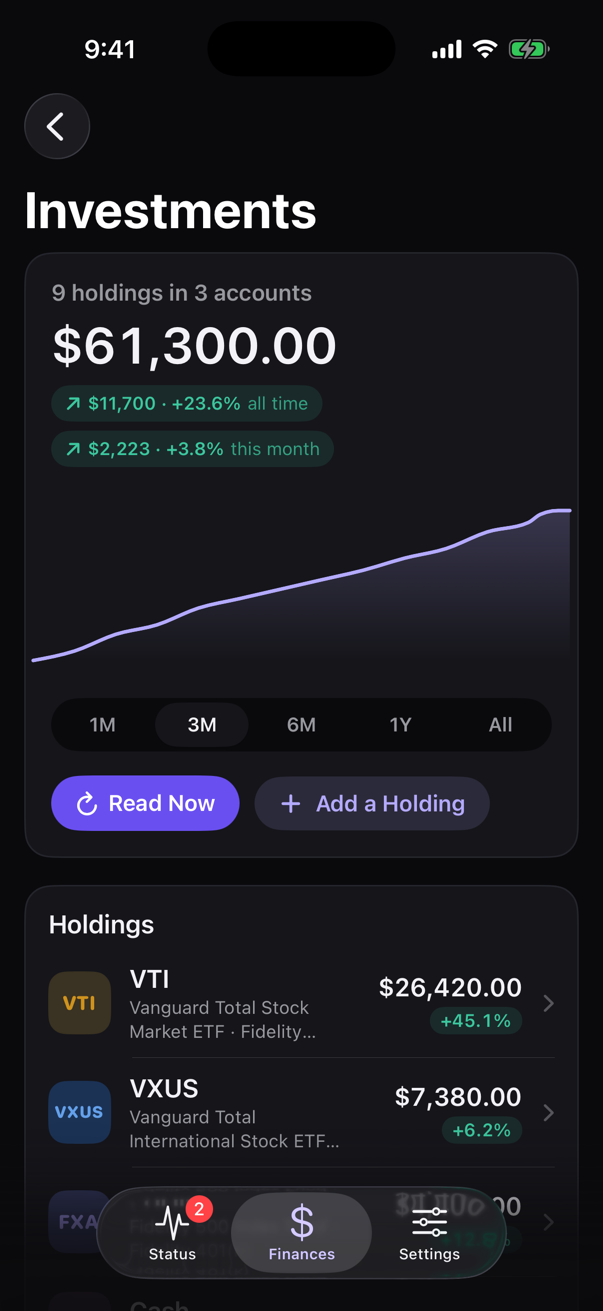 9:41
Investments
9 holdings in 3 accounts
$61,300.00
$11,700 · +23.6% all time
$2,223 · +3.8% this month
1M 3M 6M 1Y All
Read Now + Add a Holding
Holdings
VTI
VTI
Vanguard Total Stock
Market ETF · Fidelity...
$26,420.00
+45.1%
VXUS
VXUS
Vanguard Total
International Stock ETF...
$7,380.00
+6.2%
FXA
2
Status
$
Finances
Settings
Cash